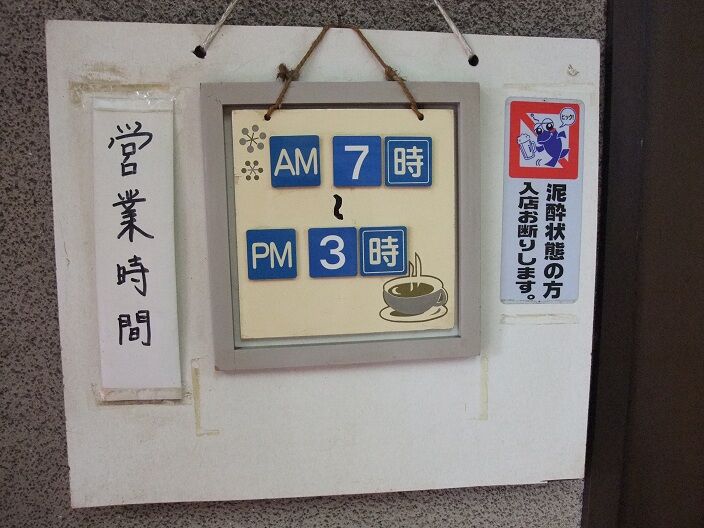 営業時間
AM 7 時
～
PM 3 時
ヒック!
泥酔状態の方
入店お断りします。